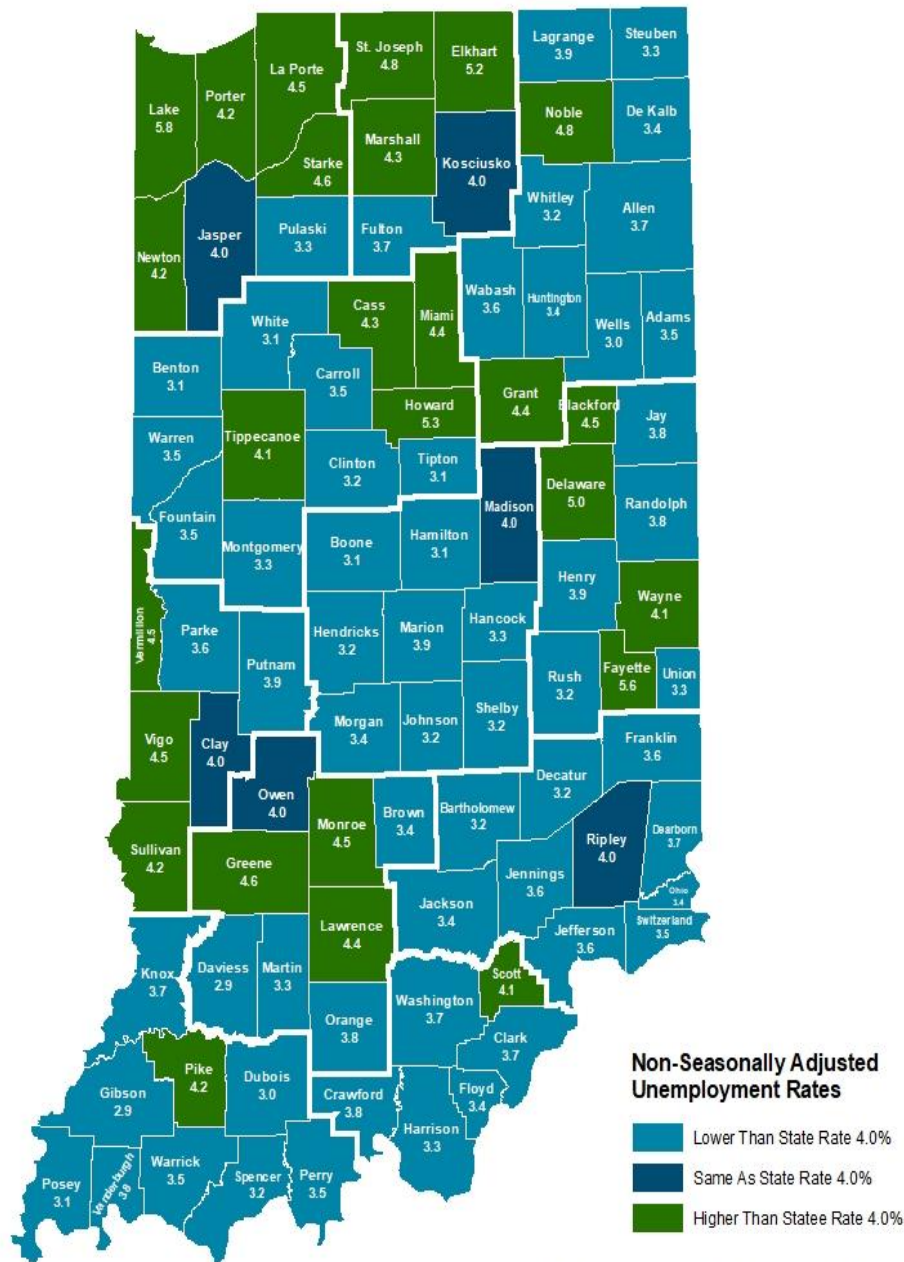 Lagrange
3.9
Steuben
3.3
St. Joseph
4.8
Elkhart
5.2
La Porte
4.5
Porter
4.2
Lake
5.8
Noble
4.8
De Kalb
3.4
Marshall
4.3
Kosciusko
4.0
Starke
4.6
Whitley
3.2
Allen
3.7
Pulaski
3.3
Fulton
3.7
Jasper
4.0
Newton
4.2
Wabash
3.6
Huntington
3.4
Wells
3.0
Adams
3.5
White
3.1
Cass
4.3
Miami
4.4
Benton
3.1
Carroll
3.5
Howard
5.3
Grant
4.4
Blackford
4.5
Jay
3.8
Warren
3.5
Tippecanoe
4.1
Clinton
3.2
Tipton
3.1
Madison
4.0
Delaware
5.0
Randolph
3.8
Fountain
3.5
Montgomery
3.3
Boone
3.1
Hamilton
3.1
Henry
3.9
Wayne
4.1
Vermillion
4.5
Parke
3.6
Putnam
3.9
Hendricks
3.2
Marion
3.9
Hancock
3.3
Rush
3.2
Fayette
5.6
Union
3.3
Vigo
4.5
Clay
4.0
Owen
4.0
Morgan
3.4
Johnson
3.2
Shelby
3.2
Franklin
3.6
Decatur
3.2
Sullivan
4.2
Greene
4.6
Monroe
4.5
Brown
3.4
Bartholomew
3.2
Ripley
4.0
Dearborn
3.7
Jennings
3.6
Ohio
3.4
Switzerland
3.5
Jackson
3.4
Jefferson
3.6
Lawrence
4.4
Knox
3.7
Daviess
2.9
Martin
3.3
Scott
4.1
Washington
3.7
Orange
3.8
Clark
3.7
Pike
4.2
Dubois
3.0
Gibson
2.9
Crawford
3.8
Floyd
3.4
Harrison
3.3
Posey
3.1
Vanderburgh
3.8
Warrick
3.5
Spencer
3.2
Perry
3.5
Non-Seasonally Adjusted
Unemployment Rates
Lower Than State Rate 4.0%
Same As State Rate 4.0%
Higher Than Statee Rate 4.0%